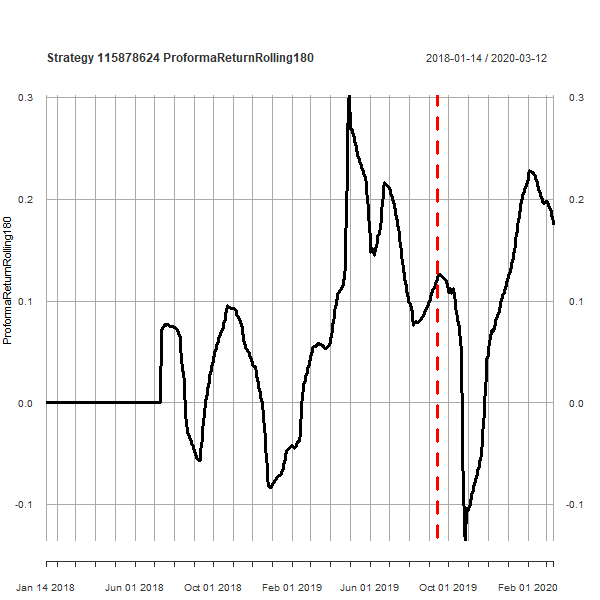 Strategy 115878624 ProformaReturnRolling180
2018-01-14 / 2020-03-12
ProformaReturnRolling180
0.3
0.2
0.1
0.0
-0.1
0.3
0.2
0.1
0.0
-0.1
Jan 14 2018
Jun 01 2018
Oct 01 2018
Feb 01 2019
Jun 01 2019
Oct 01 2019
Feb 01 2020